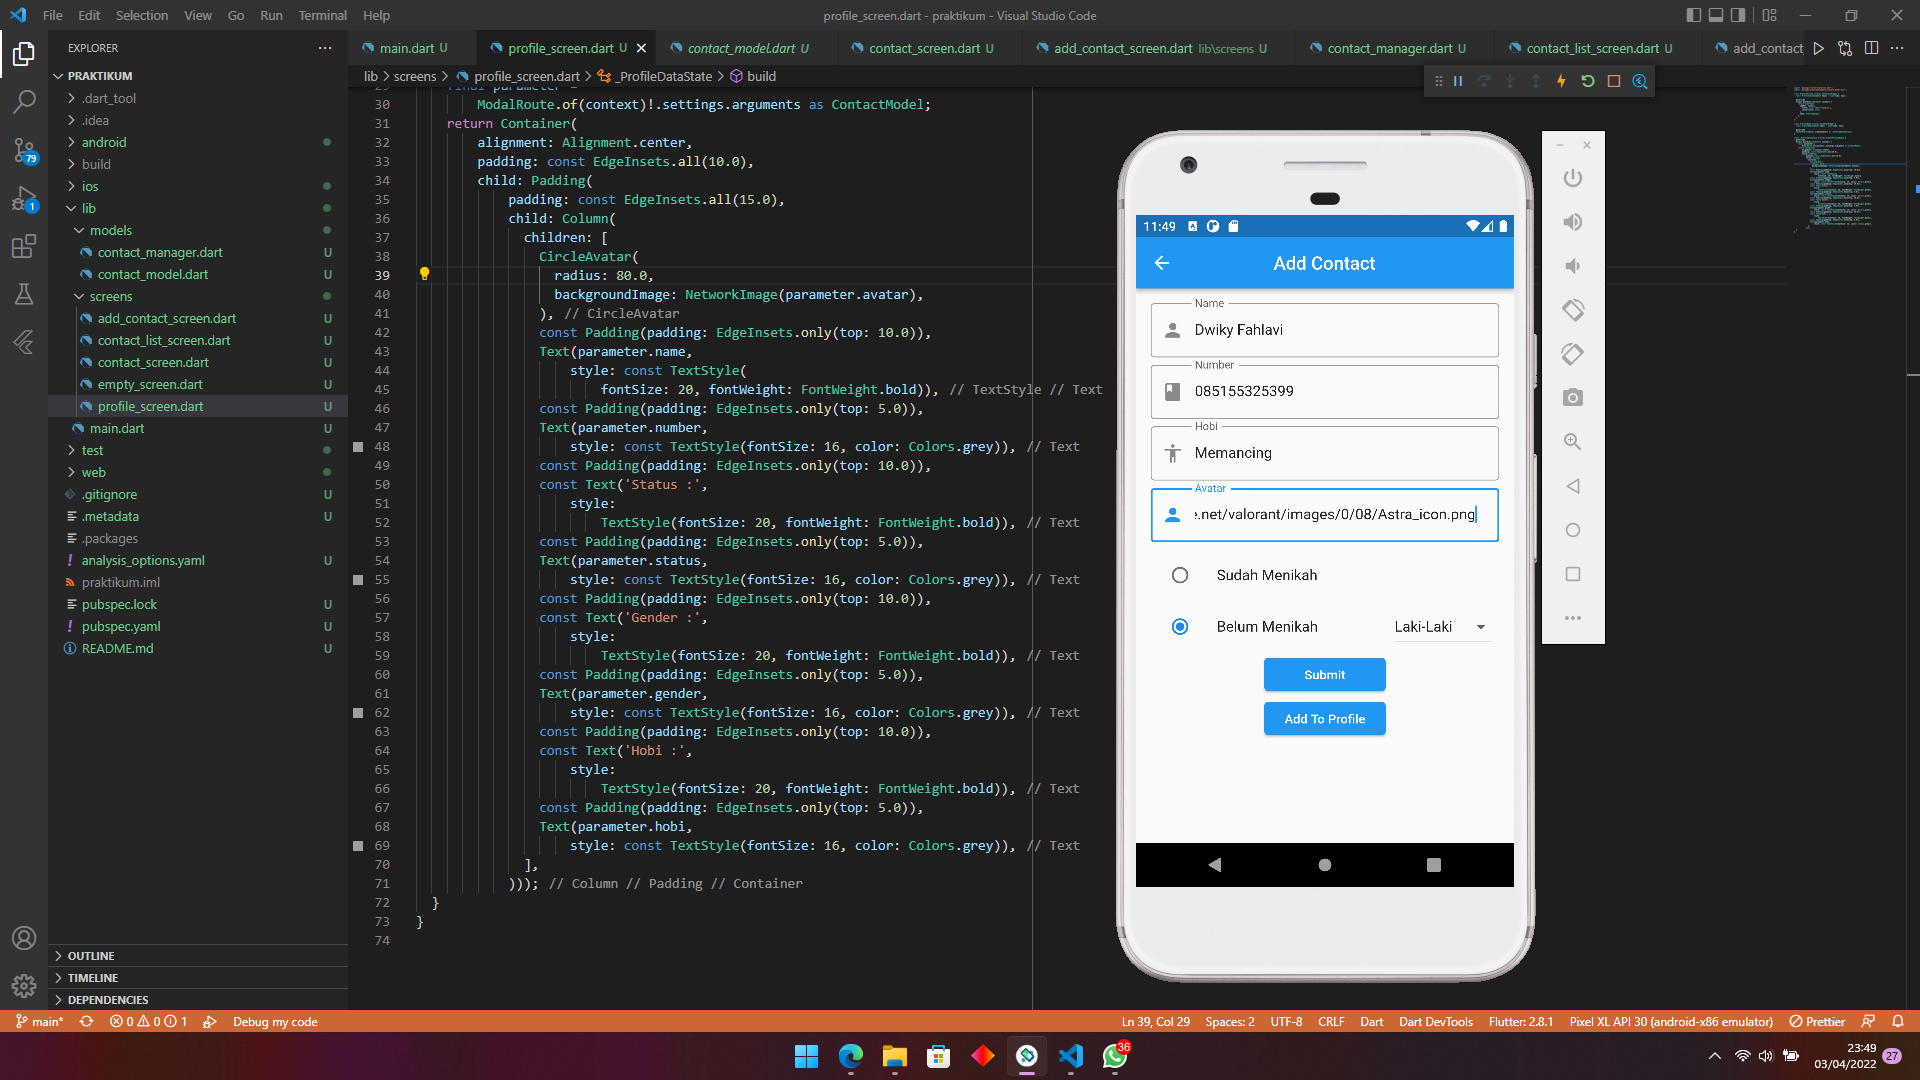 File Edit Selection View Go Run Terminal Help
profile_screen.dart - praktikum - Visual Studio Code
EXPLORER
PRAKTIKUM
.dart_tool
.idea
android
build
ios
lib
models
contact_manager.dart U
contact_model.dart U
screens
add_contact_screen.dart U
contact_list_screen.dart U
contact_screen.dart U
empty_screen.dart U
profile_screen.dart U
main.dart U
test
web
.gitignore U
.metadata U
.packages
analysis_options.yaml U
praktikum.iml
pubspec.lock U
pubspec.yaml U
README.md U
OUTLINE
TIMELINE
DEPENDENCIES
79
1
main.dart U
profile_screen.dart U
contact_model.dart U
contact_screen.dart U
add_contact_screen.dart lib\screens U
contact_manager.dart U
contact_list_screen.dart U
add_contact
lib > screens > profile_screen.dart > _ProfileDataState > build
29 final parameter =
30 ModalRoute.of(context)!.settings.arguments as ContactModel;
31 return Container(
32 alignment: Alignment.center,
33 padding: const EdgeInsets.all(10.0),
34 child: Padding(
35 padding: const EdgeInsets.all(15.0),
36 child: Column(
37 children: [
38 CircleAvatar(
39 radius: 80.0,
40 backgroundImage: NetworkImage(parameter.avatar),
41 ), // CircleAvatar
42 const Padding(padding: EdgeInsets.only(top: 10.0)),
43 Text(parameter.name,
44 style: const TextStyle(
45 fontSize: 20, fontWeight: FontWeight.bold)), // TextStyle // Text
46 const Padding(padding: EdgeInsets.only(top: 5.0)),
47 Text(parameter.number,
48 style: const TextStyle(fontSize: 16, color: Colors.grey)), // Text
49 const Padding(padding: EdgeInsets.only(top: 10.0)),
50 const Text('Status :',
51 style:
52 TextStyle(fontSize: 20, fontWeight: FontWeight.bold)), // Text
53 const Padding(padding: EdgeInsets.only(top: 5.0)),
54 Text(parameter.status,
55 style: const TextStyle(fontSize: 16, color: Colors.grey)), // Text
56 const Padding(padding: EdgeInsets.only(top: 10.0)),
57 const Text('Gender :',
58 style:
59 TextStyle(fontSize: 20, fontWeight: FontWeight.bold)), // Text
60 const Padding(padding: EdgeInsets.only(top: 5.0)),
61 Text(parameter.gender,
62 style: const TextStyle(fontSize: 16, color: Colors.grey)), // Text
63 const Padding(padding: EdgeInsets.only(top: 10.0)),
64 const Text('Hobi :',
65 style:
66 TextStyle(fontSize: 20, fontWeight: FontWeight.bold)), // Text
67 const Padding(padding: EdgeInsets.only(top: 5.0)),
68 Text(parameter.hobi,
69 style: const TextStyle(fontSize: 16, color: Colors.grey)), // Text
70 ],
71 ))); // Column // Padding // Container
72 }
73 }
74
11:49
Add Contact
Name
Dwiky Fahlavi
Number
085155325399
Hobi
Memancing
Avatar
e.net/valorant/images/0/08/Astra_icon.png
Sudah Menikah
Belum Menikah Laki-Laki
Submit
Add To Profile
main* 0 0 1 Debug my code
Ln 39, Col 29 Spaces: 2 UTF-8 CRLF Dart Dart DevTools Flutter: 2.8.1 Pixel XL API 30 (android-x86 emulator) Prettier
36
23:49
03/04/2022
27